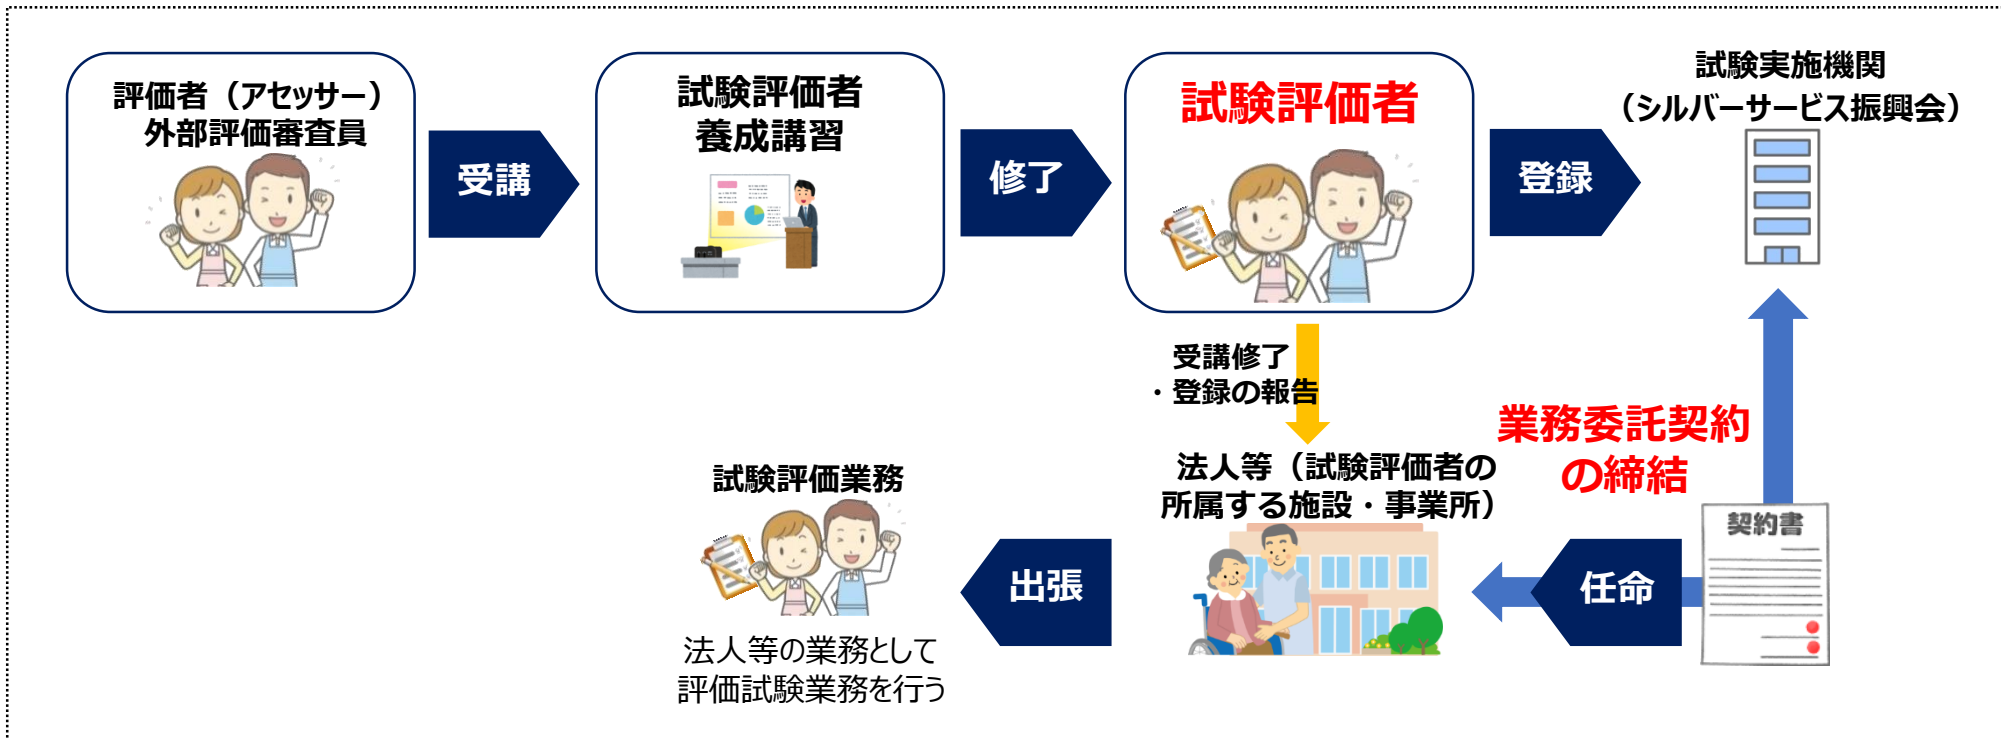 評価者（アセッサー）
外部評価審査員
受講
試験評価者
養成講習
修了
試験評価者
登録
試験実施機関
（シルバーサービス振興会）
受講修了
・登録の報告
業務委託契約
の締結
契約書
任命
法人等（試験評価者の
所属する施設・事業所）
出張
試験評価業務
法人等の業務として
評価試験業務を行う